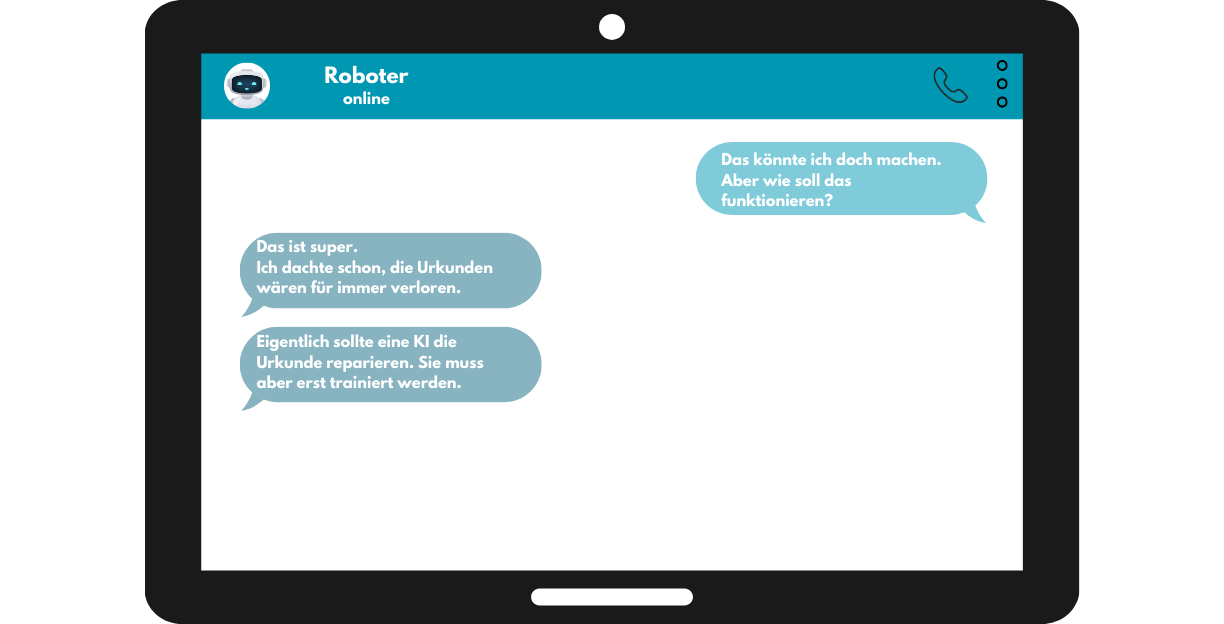 Roboter
online
Das könnte ich doch machen.
Aber wie soll das
funktionieren?
Das ist super.
Ich dachte schon, die Urkunden
wären für immer verloren.
Eigentlich sollte eine KI die
Urkunde reparieren. Sie muss
aber erst trainiert werden.